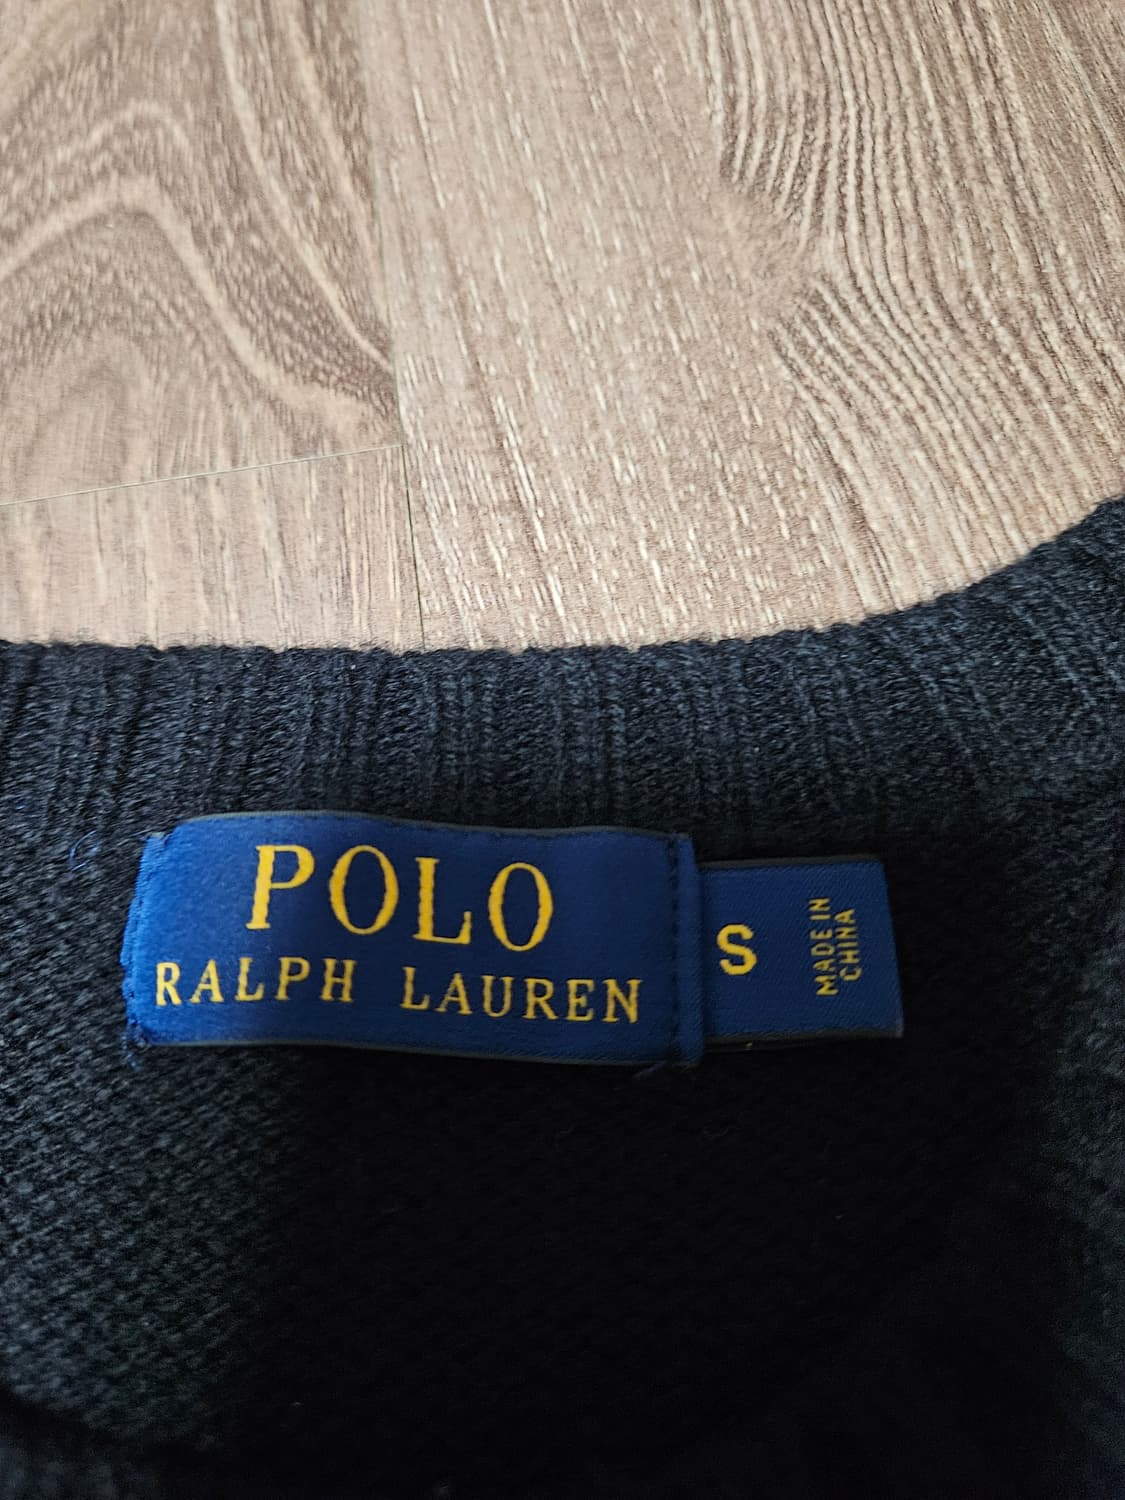 POLO
RALPH LAUREN
S
MADE IN
CHINA